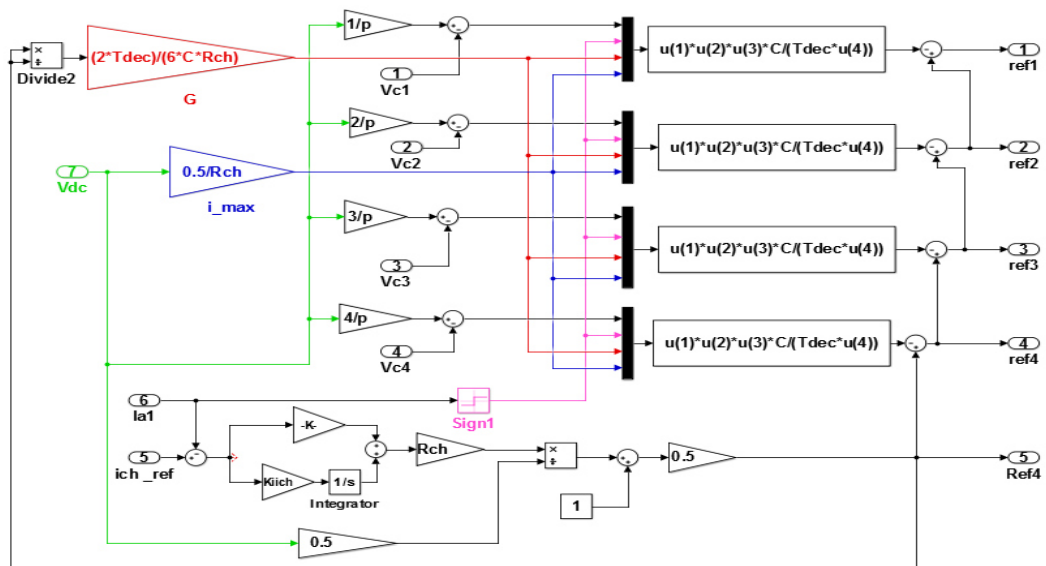 1/p
1
Vc1
u(1)*u(2)*u(3)*C/(Tdec*u(4))
1
ref1
×
÷
Divide2
(2*Tdec)/(6*C*Rch)
G
2/p
2
Vc2
u(1)*u(2)*u(3)*C/(Tdec*u(4))
2
ref2
7
Vdc
0.5/Rch
i_max
3/p
3
Vc3
u(1)*u(2)*u(3)*C/(Tdec*u(4))
3
ref3
4/p
4
Vc4
u(1)*u(2)*u(3)*C/(Tdec*u(4))
4
ref4
6
Ia1
Sign1
5
ich _ref
-K-
Kiich
1/s
Integrator
Rch
×
÷
1
0.5
5
Ref4
0.5